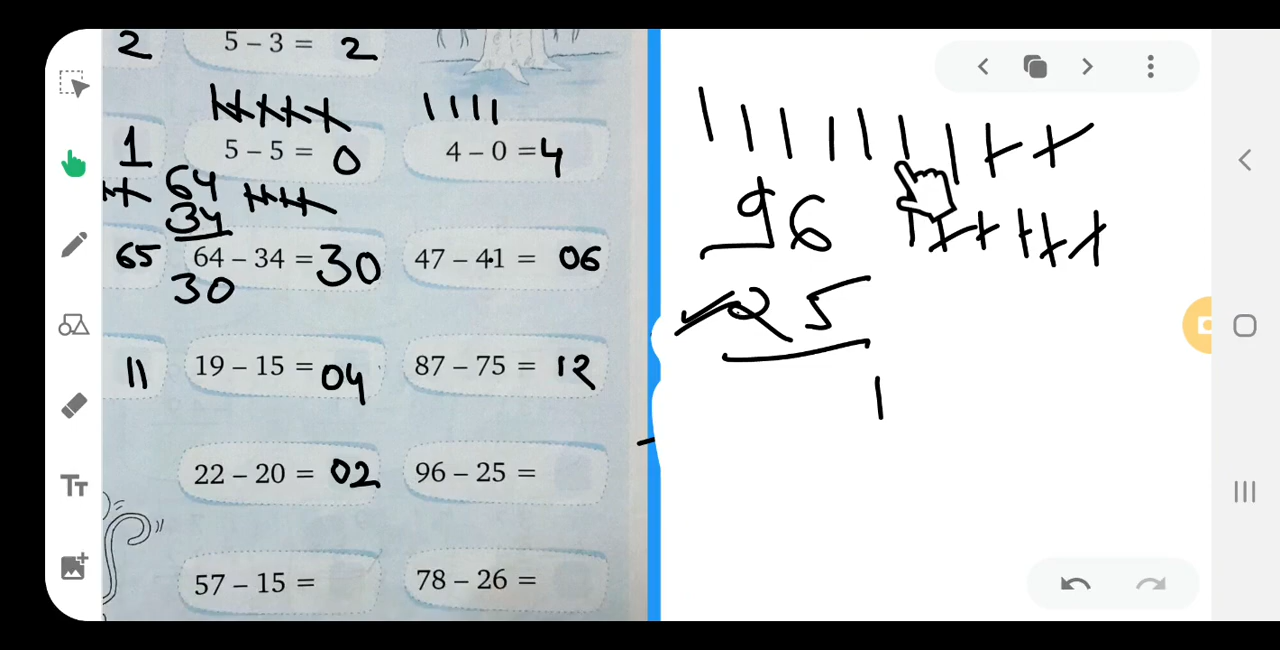 2 5 – 3 = 2
1 5 – 5 = 0 4 – 0 = 4
64
34
65 64 – 34 = 30 47 – 41 = 06
30
11 19 – 15 = 04 87 – 75 = 12
22 – 20 = 02 96 – 25 =
57 – 15 = 78 – 26 =
96
25
1
Tт